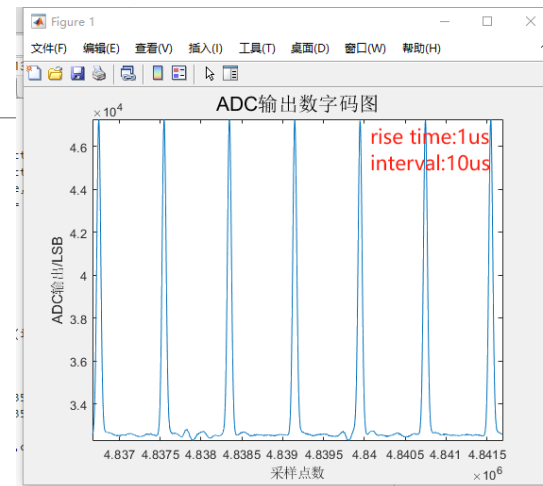 Figure 1
文件(F) 编辑(E) 查看(V) 插入(I) 工具(T) 桌面(D) 窗口(W) 帮助(H)
ADC输出数字码图
×10⁴
rise time:1us
interval:10us
4.6
4.4
4.2
4
3.8
3.6
3.4
ADC输出/LSB
4.837 4.8375 4.838 4.8385 4.839 4.8395 4.84 4.8405 4.841 4.8415
采样点数
×10⁶